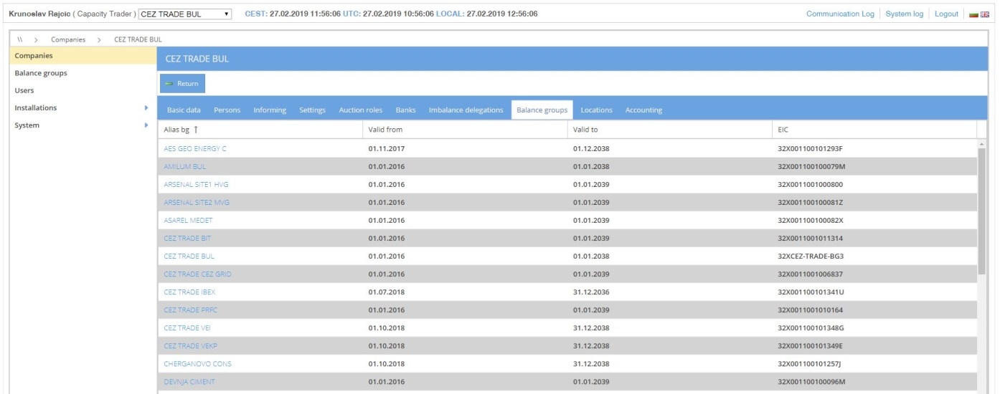 Krunoslav Rajcic ( Capacity Trader ) CEZ TRADE BUL CEST: 27.02.2019 11:56:06 UTC: 27.02.2019 10:56:06 LOCAL: 27.02.2019 12:56:06 Communication Log System log Logout
\\ > Companies > CEZ TRADE BUL
Companies
Balance groups
Users
Installations
System
CEZ TRADE BUL
Return
Basic data Persons Informing Settings Auction roles Banks Imbalance delegations Balance groups Locations Accounting
Alias bg ↑ Valid from Valid to EIC
AES GEO ENERGY C 01.11.2017 01.12.2038 32X001100101293F
AMILUM BUL 01.01.2016 01.01.2038 32X001100100079M
ARSENAL SITE1 HVG 01.01.2016 01.01.2039 32X0011001000800
ARSENAL SITE2 MVG 01.01.2016 01.01.2039 32X001100100081Z
ASAREL MEDET 01.01.2016 01.01.2039 32X001100100082X
CEZ TRADE BIT 01.01.2016 01.01.2039 32X0011001011314
CEZ TRADE BUL 01.01.2016 01.01.2038 32XCEZ-TRADE-BG3
CEZ TRADE CEZ GRID 01.01.2016 01.01.2039 32X0011001006837
CEZ TRADE IBEX 01.07.2018 31.12.2036 32X001100101341U
CEZ TRADE PRFC 01.01.2016 01.01.2039 32X0011001010164
CEZ TRADE VEI 01.10.2018 31.12.2038 32X001100101348G
CEZ TRADE VEKP 01.10.2018 31.12.2038 32X001100101349E
CHERGANOVO CONS 01.10.2018 31.12.2038 32X001100101257J
DEVNJA CIMENT 01.01.2016 01.01.2039 32X001100100096M